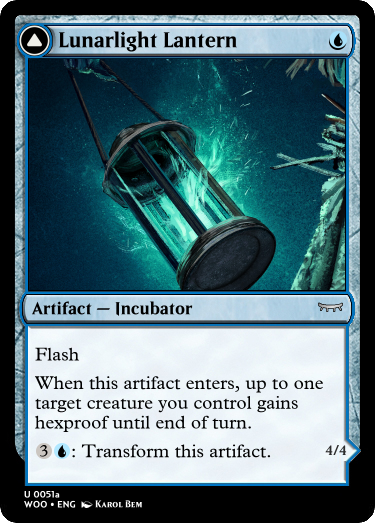 Lunarlight Lantern
Artifact — Incubator
Flash
When this artifact enters, up to one
target creature you control gains
hexproof until end of turn.
3: Transform this artifact.
4/4
U 0051a
WOO • ENG Karol Bem